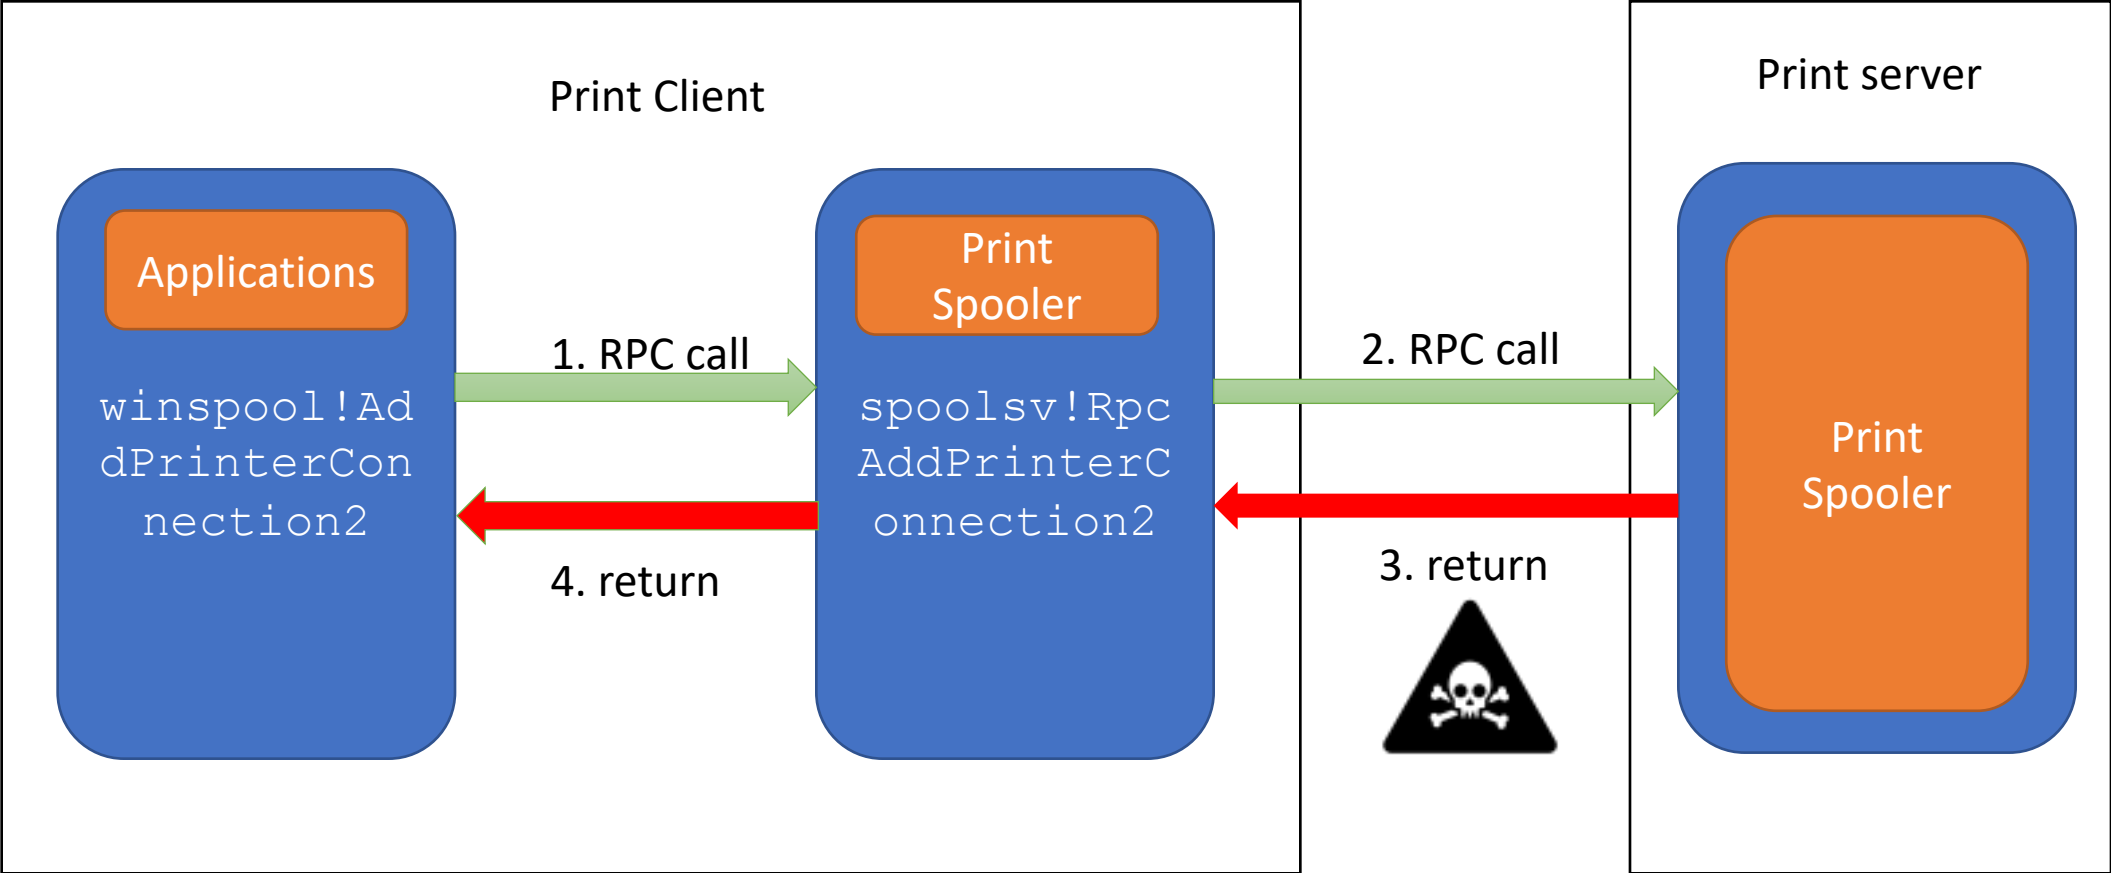 Print Client
Print server
Applications
winspool!Ad
dPrinterCon
nection2
1. RPC call
4. return
Print
Spooler
spoolsv!Rpc
AddPrinterC
onnection2
2. RPC call
3. return
Print
Spooler